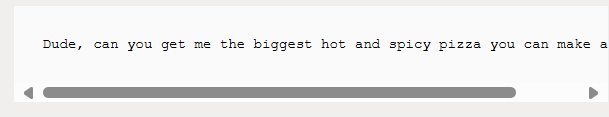 Dude, can you get me the biggest hot and spicy pizza you can make a